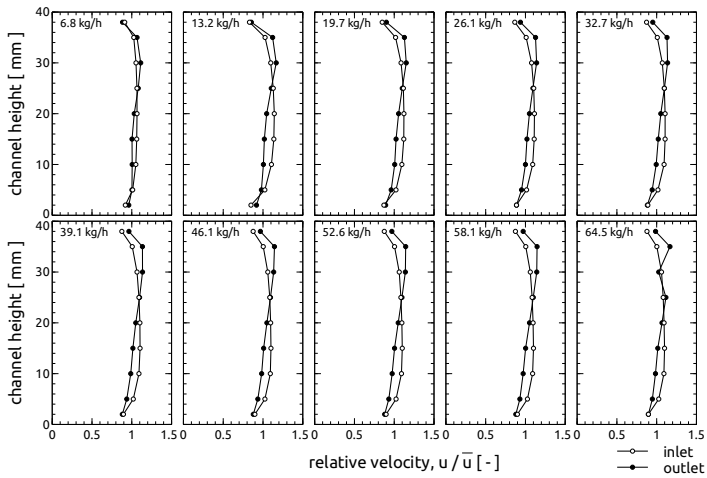 40
30
20
10
0
channel height [ mm ]
6.8 kg/h
13.2 kg/h
19.7 kg/h
26.1 kg/h
32.7 kg/h
40
30
20
10
0
channel height [ mm ]
39.1 kg/h
46.1 kg/h
52.6 kg/h
58.1 kg/h
64.5 kg/h
0 0.5 1 1.5 0 0.5 1 1.5 0 0.5 1 1.5 0 0.5 1 1.5 0 0.5 1 1.5
relative velocity, u / u̅ [ - ]
inlet
outlet